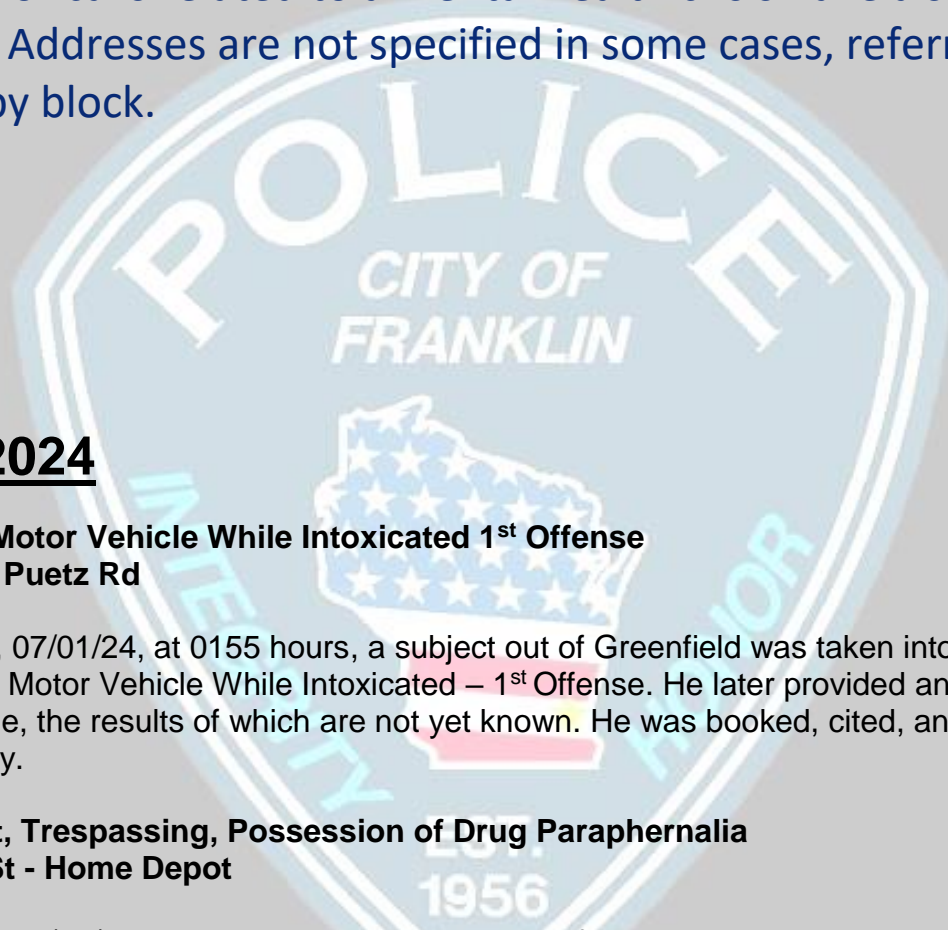 Addresses are not specified in some cases, referr
by block.
POLICE
CITY OF
FRANKLIN
2024
Motor Vehicle While Intoxicated 1st Offense
Puetz Rd
INTEGRITY
HONOR
, 07/01/24, at 0155 hours, a subject out of Greenfield was taken into
Motor Vehicle While Intoxicated – 1st Offense. He later provided an
e, the results of which are not yet known. He was booked, cited, an
y.
t, Trespassing, Possession of Drug Paraphernalia
St - Home Depot
EST.
1956